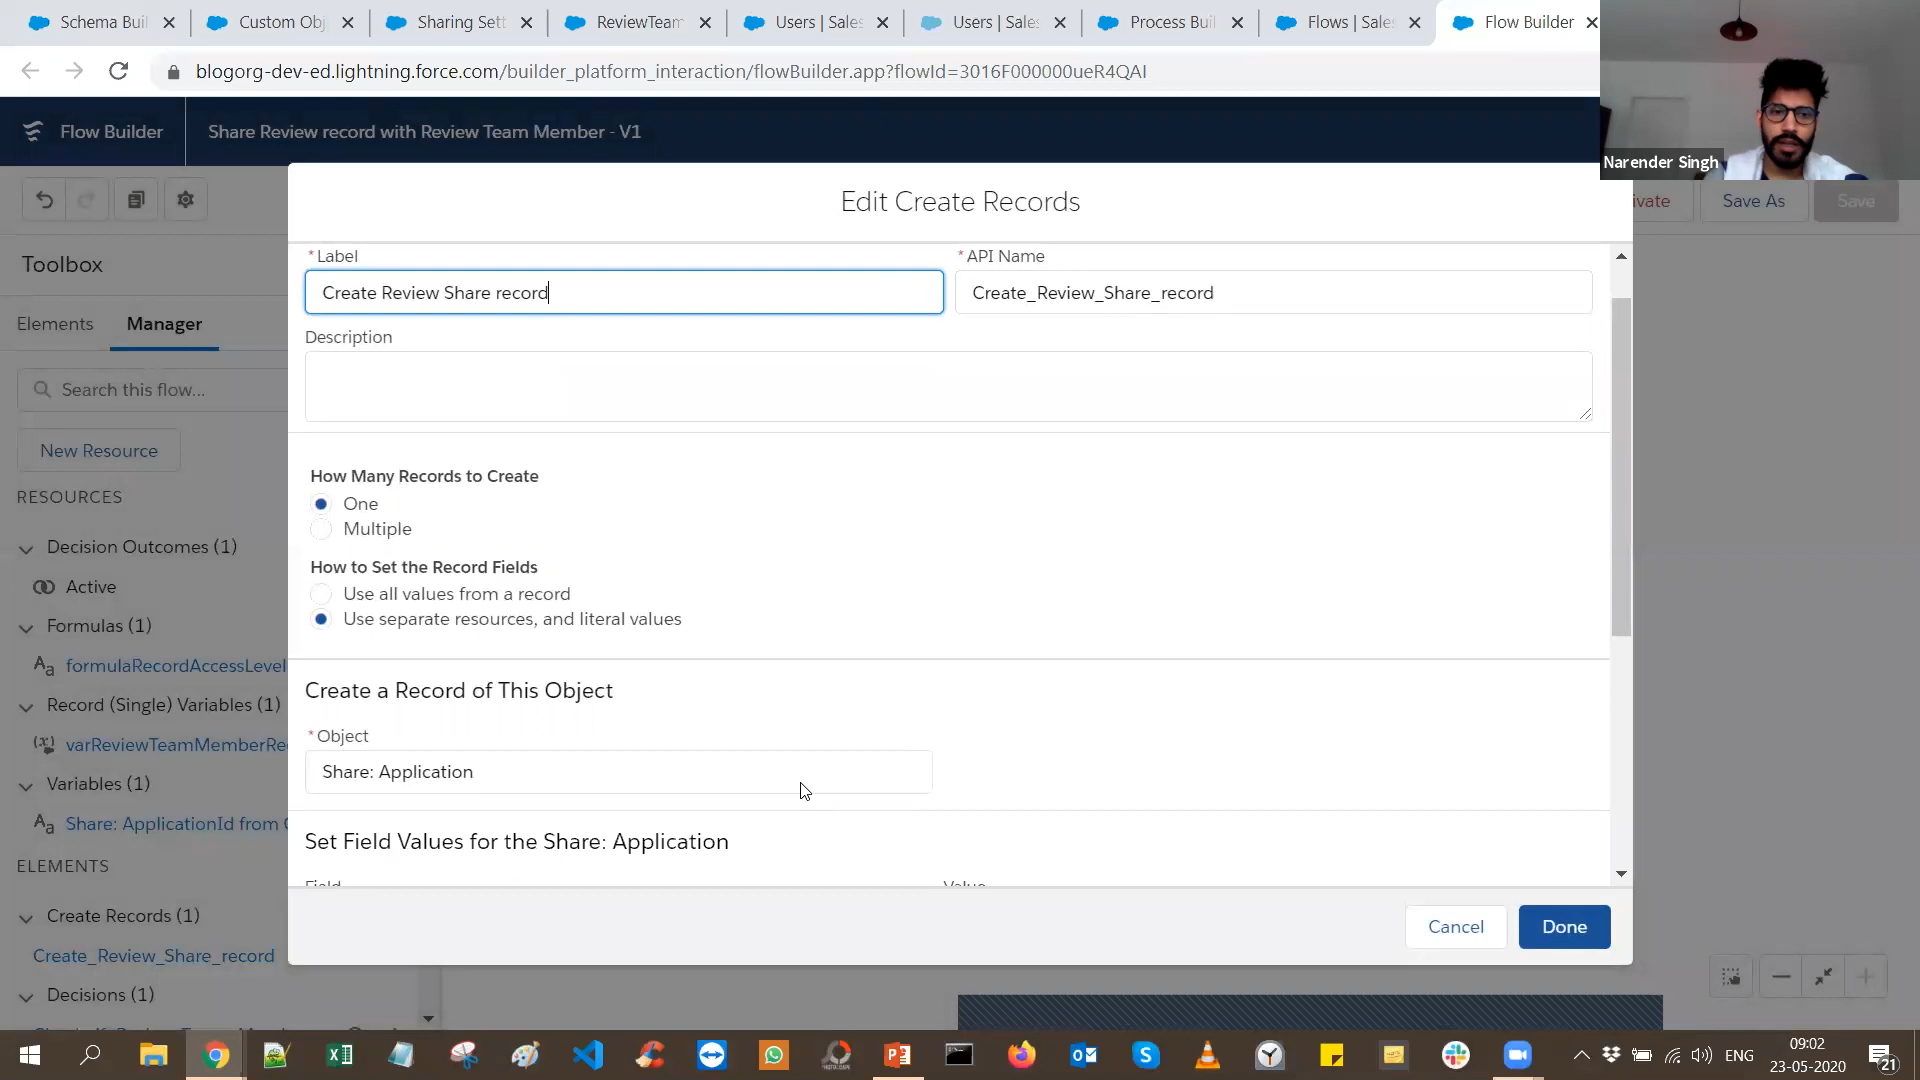 Schema Buil
Custom Obj
Sharing Sett
ReviewTeam
Users | Sales
Users | Sales
Process Buil
Flows | Sales
Flow Builder
blogorg-dev-ed.lightning.force.com/builder_platform_interaction/flowBuilder.app?flowId=3016F000000ueR4QAI
Narender Singh
Flow Builder
Share Review record with Review Team Member - V1
ivate
Save As
Save
Edit Create Records
Toolbox
Elements
Manager
Search this flow...
New Resource
RESOURCES
Decision Outcomes (1)
Active
Formulas (1)
formulaRecordAccessLevel
Record (Single) Variables (1)
varReviewTeamMemberRe
Variables (1)
Share: ApplicationId from
ELEMENTS
Create Records (1)
Create_Review_Share_record
Decisions (1)
* Label
Create Review Share record
* API Name
Create_Review_Share_record
Description
How Many Records to Create
One
Multiple
How to Set the Record Fields
Use all values from a record
Use separate resources, and literal values
Create a Record of This Object
* Object
Share: Application
Set Field Values for the Share: Application
Field
Value
Cancel
Done
ENG
09:02
23-05-2020
21